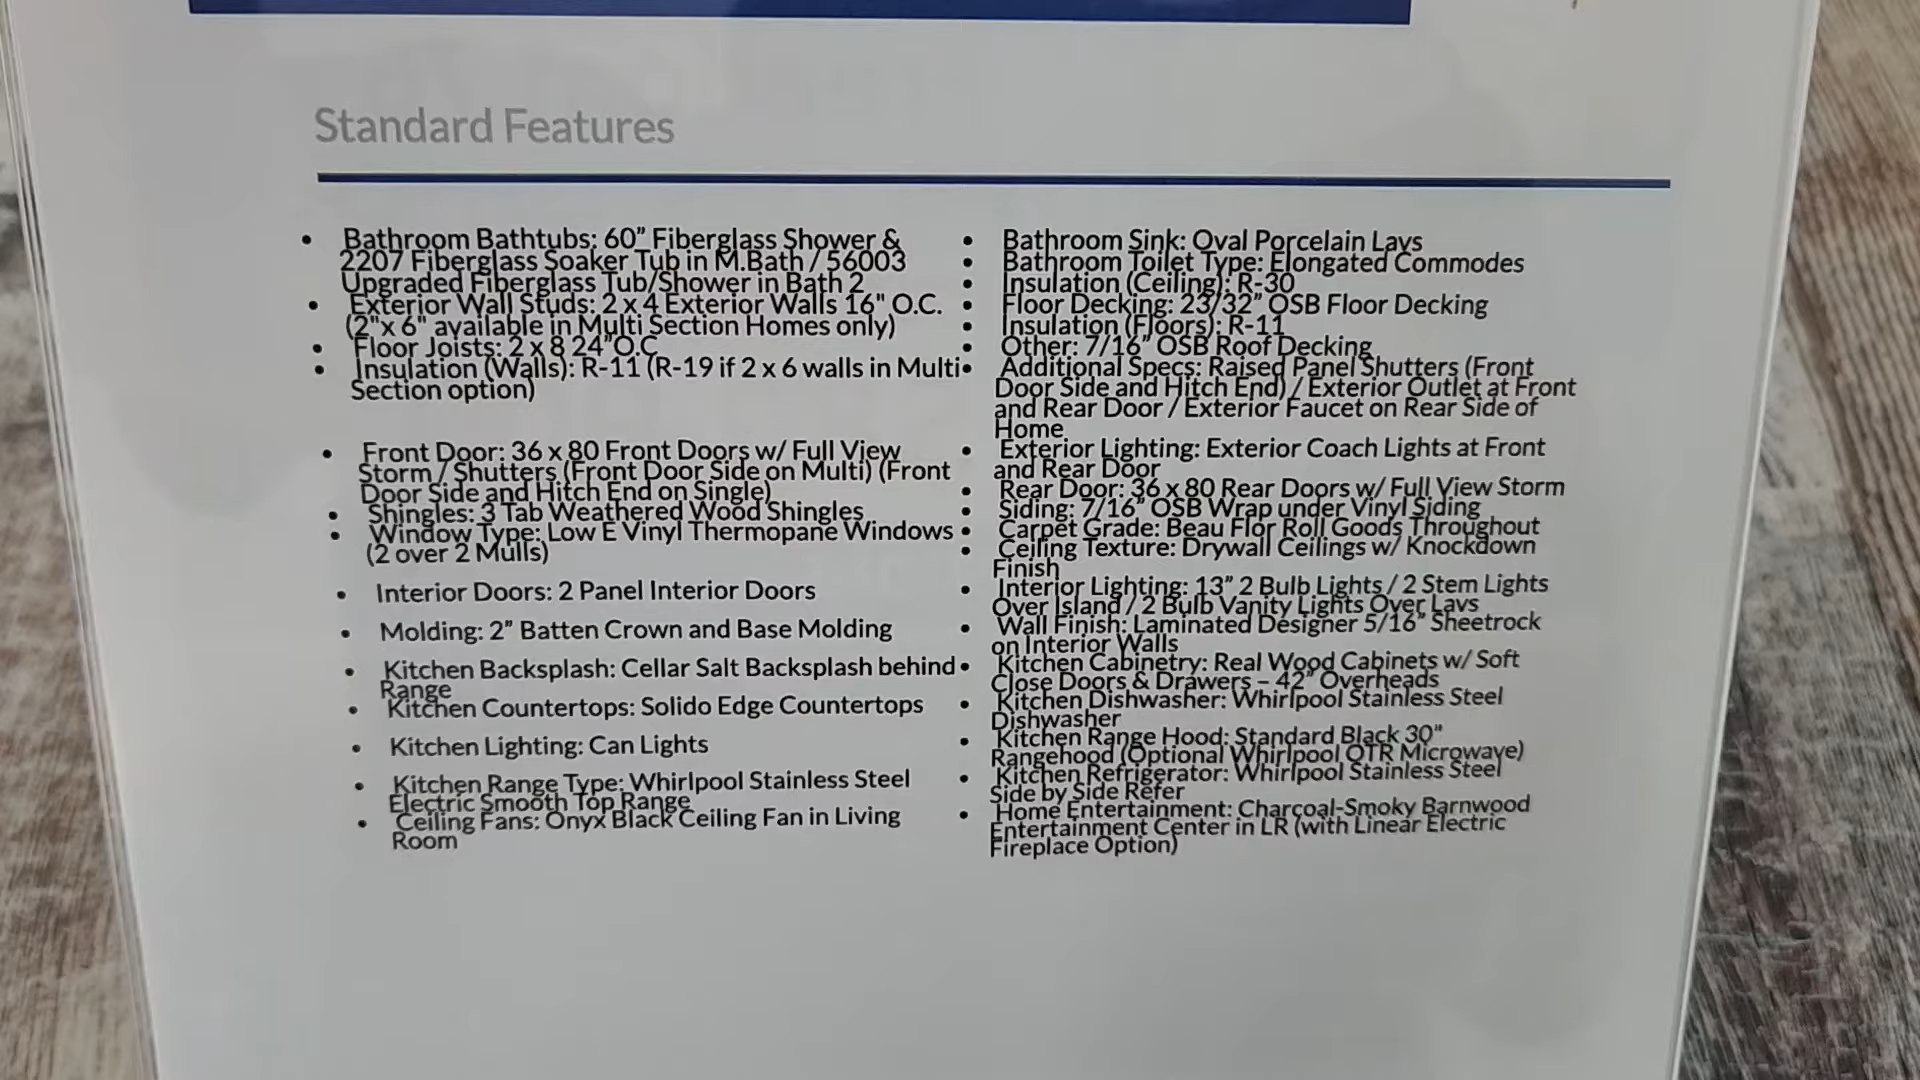 Standard Features
• Bathroom Bathtubs: 60" Fiberglass Shower &
2207 Fiberglass Soaker Tub in M.Bath / 56003
Upgraded Fiberglass Tub/Shower in Bath 2
• Exterior Wall Studs: 2 x 4 Exterior Walls 16" O.C.
(2"x 6" available in Multi Section Homes only)
• Floor Joists: 2 x 8 24"O.C
• Insulation (Walls): R-11 (R-19 if 2 x 6 walls in Multi
Section option)
• Front Door: 36 x 80 Front Doors w/ Full View
Storm / Shutters (Front Door Side on Multi) (Front
Door Side and Hitch End on Single)
• Shingles: 3 Tab Weathered Wood Shingles
• Window Type: Low E Vinyl Thermopane Windows
(2 over 2 Mulls)
• Interior Doors: 2 Panel Interior Doors
• Molding: 2" Batten Crown and Base Molding
• Kitchen Backsplash: Cellar Salt Backsplash behind
Range
• Kitchen Countertops: Solido Edge Countertops
• Kitchen Lighting: Can Lights
• Kitchen Range Type: Whirlpool Stainless Steel
Electric Smooth Top Range
• Ceiling Fans: Onyx Black Ceiling Fan in Living
Room
• Bathroom Sink: Oval Porcelain Lavs
• Bathroom Toilet Type: Elongated Commodes
• Insulation (Ceiling): R-30
• Floor Decking: 23/32" OSB Floor Decking
• Insulation (Floors): R-11
• Other: 7/16" OSB Roof Decking
• Additional Specs: Raised Panel Shutters (Front
Door Side and Hitch End) / Exterior Outlet at Front
and Rear Door / Exterior Faucet on Rear Side of
Home
• Exterior Lighting: Exterior Coach Lights at Front
and Rear Door
• Rear Door: 36 x 80 Rear Doors w/ Full View Storm
• Siding: 7/16" OSB Wrap under Vinyl Siding
• Carpet Grade: Beau Flor Roll Goods Throughout
• Ceiling Texture: Drywall Ceilings w/ Knockdown
Finish
• Interior Lighting: 13" 2 Bulb Lights / 2 Stem Lights
Over Island / 2 Bulb Vanity Lights Over Lavs
• Wall Finish: Laminated Designer 5/16" Sheetrock
on Interior Walls
• Kitchen Cabinetry: Real Wood Cabinets w/ Soft
Close Doors & Drawers – 42" Overheads
• Kitchen Dishwasher: Whirlpool Stainless Steel
Dishwasher
• Kitchen Range Hood: Standard Black 30"
Rangehood (Optional Whirlpool OTR Microwave)
• Kitchen Refrigerator: Whirlpool Stainless Steel
Side by Side Refer
• Home Entertainment: Charcoal-Smoky Barnwood
Entertainment Center in LR (with Linear Electric
Fireplace Option)